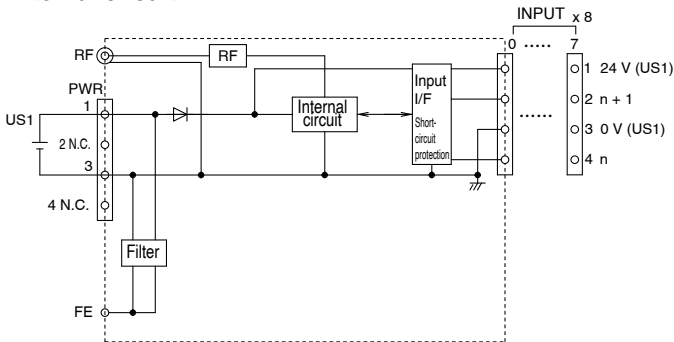 INPUT x 8
0 ..... 7
RF
RF
PWR
1
US1
2 N.C.
3
4 N.C.
Filter
FE
Internal
circuit
Input
I/F
Short-
circuit
protection
......
1 24 V (US1)
2 n + 1
3 0 V (US1)
4 n